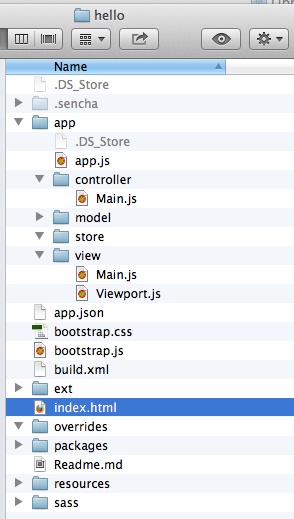 hello
Name
.DS_Store
.sencha
app
.DS_Store
app.js
controller
Main.js
model
store
view
Main.js
Viewport.js
app.json
bootstrap.css
bootstrap.js
build.xml
ext
index.html
overrides
packages
Readme.md
resources
sass